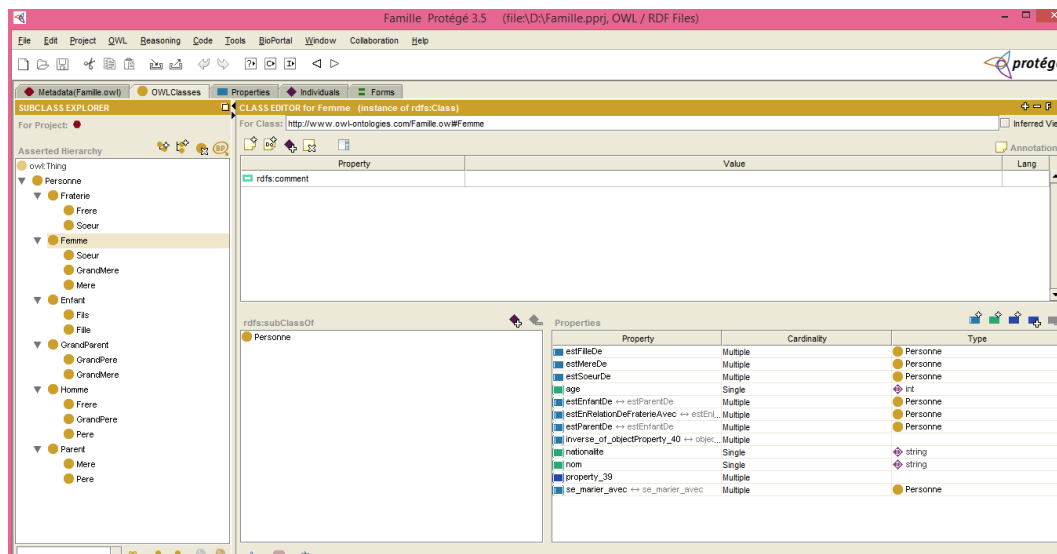 Famille Protégé 3.5 (file:\D:\Famille.pprj, OWL / RDF Files)
File Edit Project OWL Reasoning Code Tools BioPortal Window Collaboration Help
protégé
Metadata(Famille.owl) OWLClasses Properties Individuals Forms
SUBCLASS EXPLORER
For Project:
Asserted Hierarchy
owl:Thing
Personne
Fraterie
Frere
Soeur
Femme
Soeur
GrandMere
Mere
Enfant
Fils
Fille
GrandParent
GrandPere
GrandMere
Homme
Frere
GrandPere
Pere
Parent
Mere
Pere
CLASS EDITOR for Femme (instance of rdfs:Class)
For Class: http://www.owl-ontologies.com/Famille.owl#Femme Inferred Vie
Annotation
Property Value Lang
rdfs:comment
rdfs:subClassOf
Personne
Properties
Property Cardinality Type
estFilleDe Multiple Personne
estMereDe Multiple Personne
estSoeurDe Multiple Personne
age Single int
estEnfantDe ↔ estParentDe Multiple Personne
estEnRelationDeFraterieAvec ↔ estEnl... Multiple Personne
estParentDe ↔ estEnfantDe Multiple Personne
inverse_of_objectProperty_40 ↔ objec... Multiple
nationalite Single string
nom Single string
property_39 Multiple
se_marier_avec ↔ se_marier_avec Multiple Personne